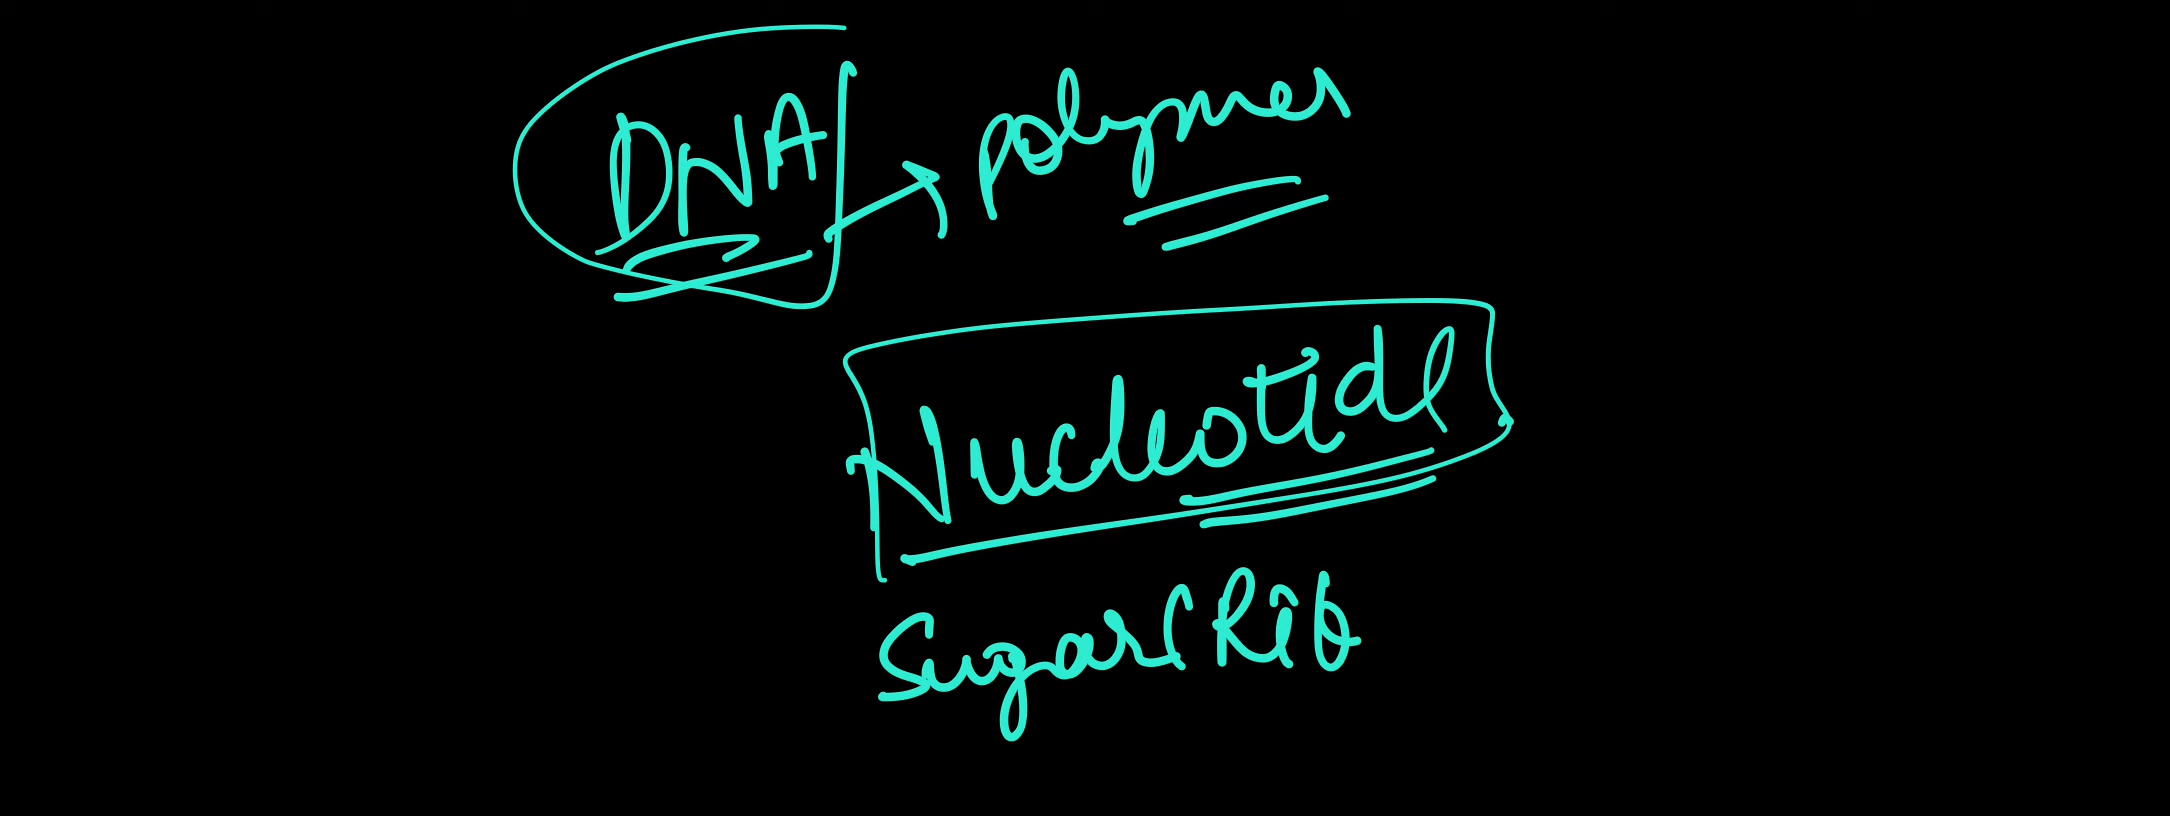 DNA → polymer
Nucleotide
Sugar ( Rib